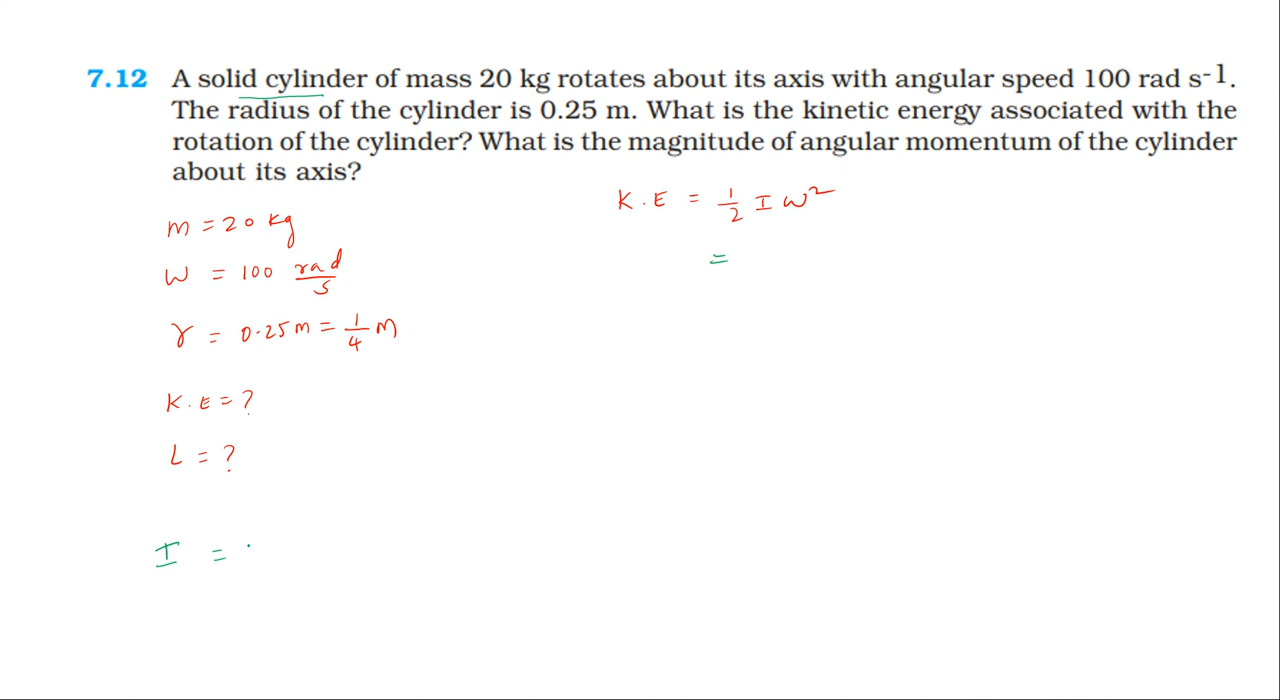 7.12 A solid cylinder of mass 20 kg rotates about its axis with angular speed 100 rad s⁻¹.
The radius of the cylinder is 0.25 m. What is the kinetic energy associated with the
rotation of the cylinder? What is the magnitude of angular momentum of the cylinder
about its axis?
K.E = 1/2 I ω²
=
m = 20 kg
ω = 100 rad/s
r = 0.25 m = 1/4 m
K.E = ?
L = ?
I =